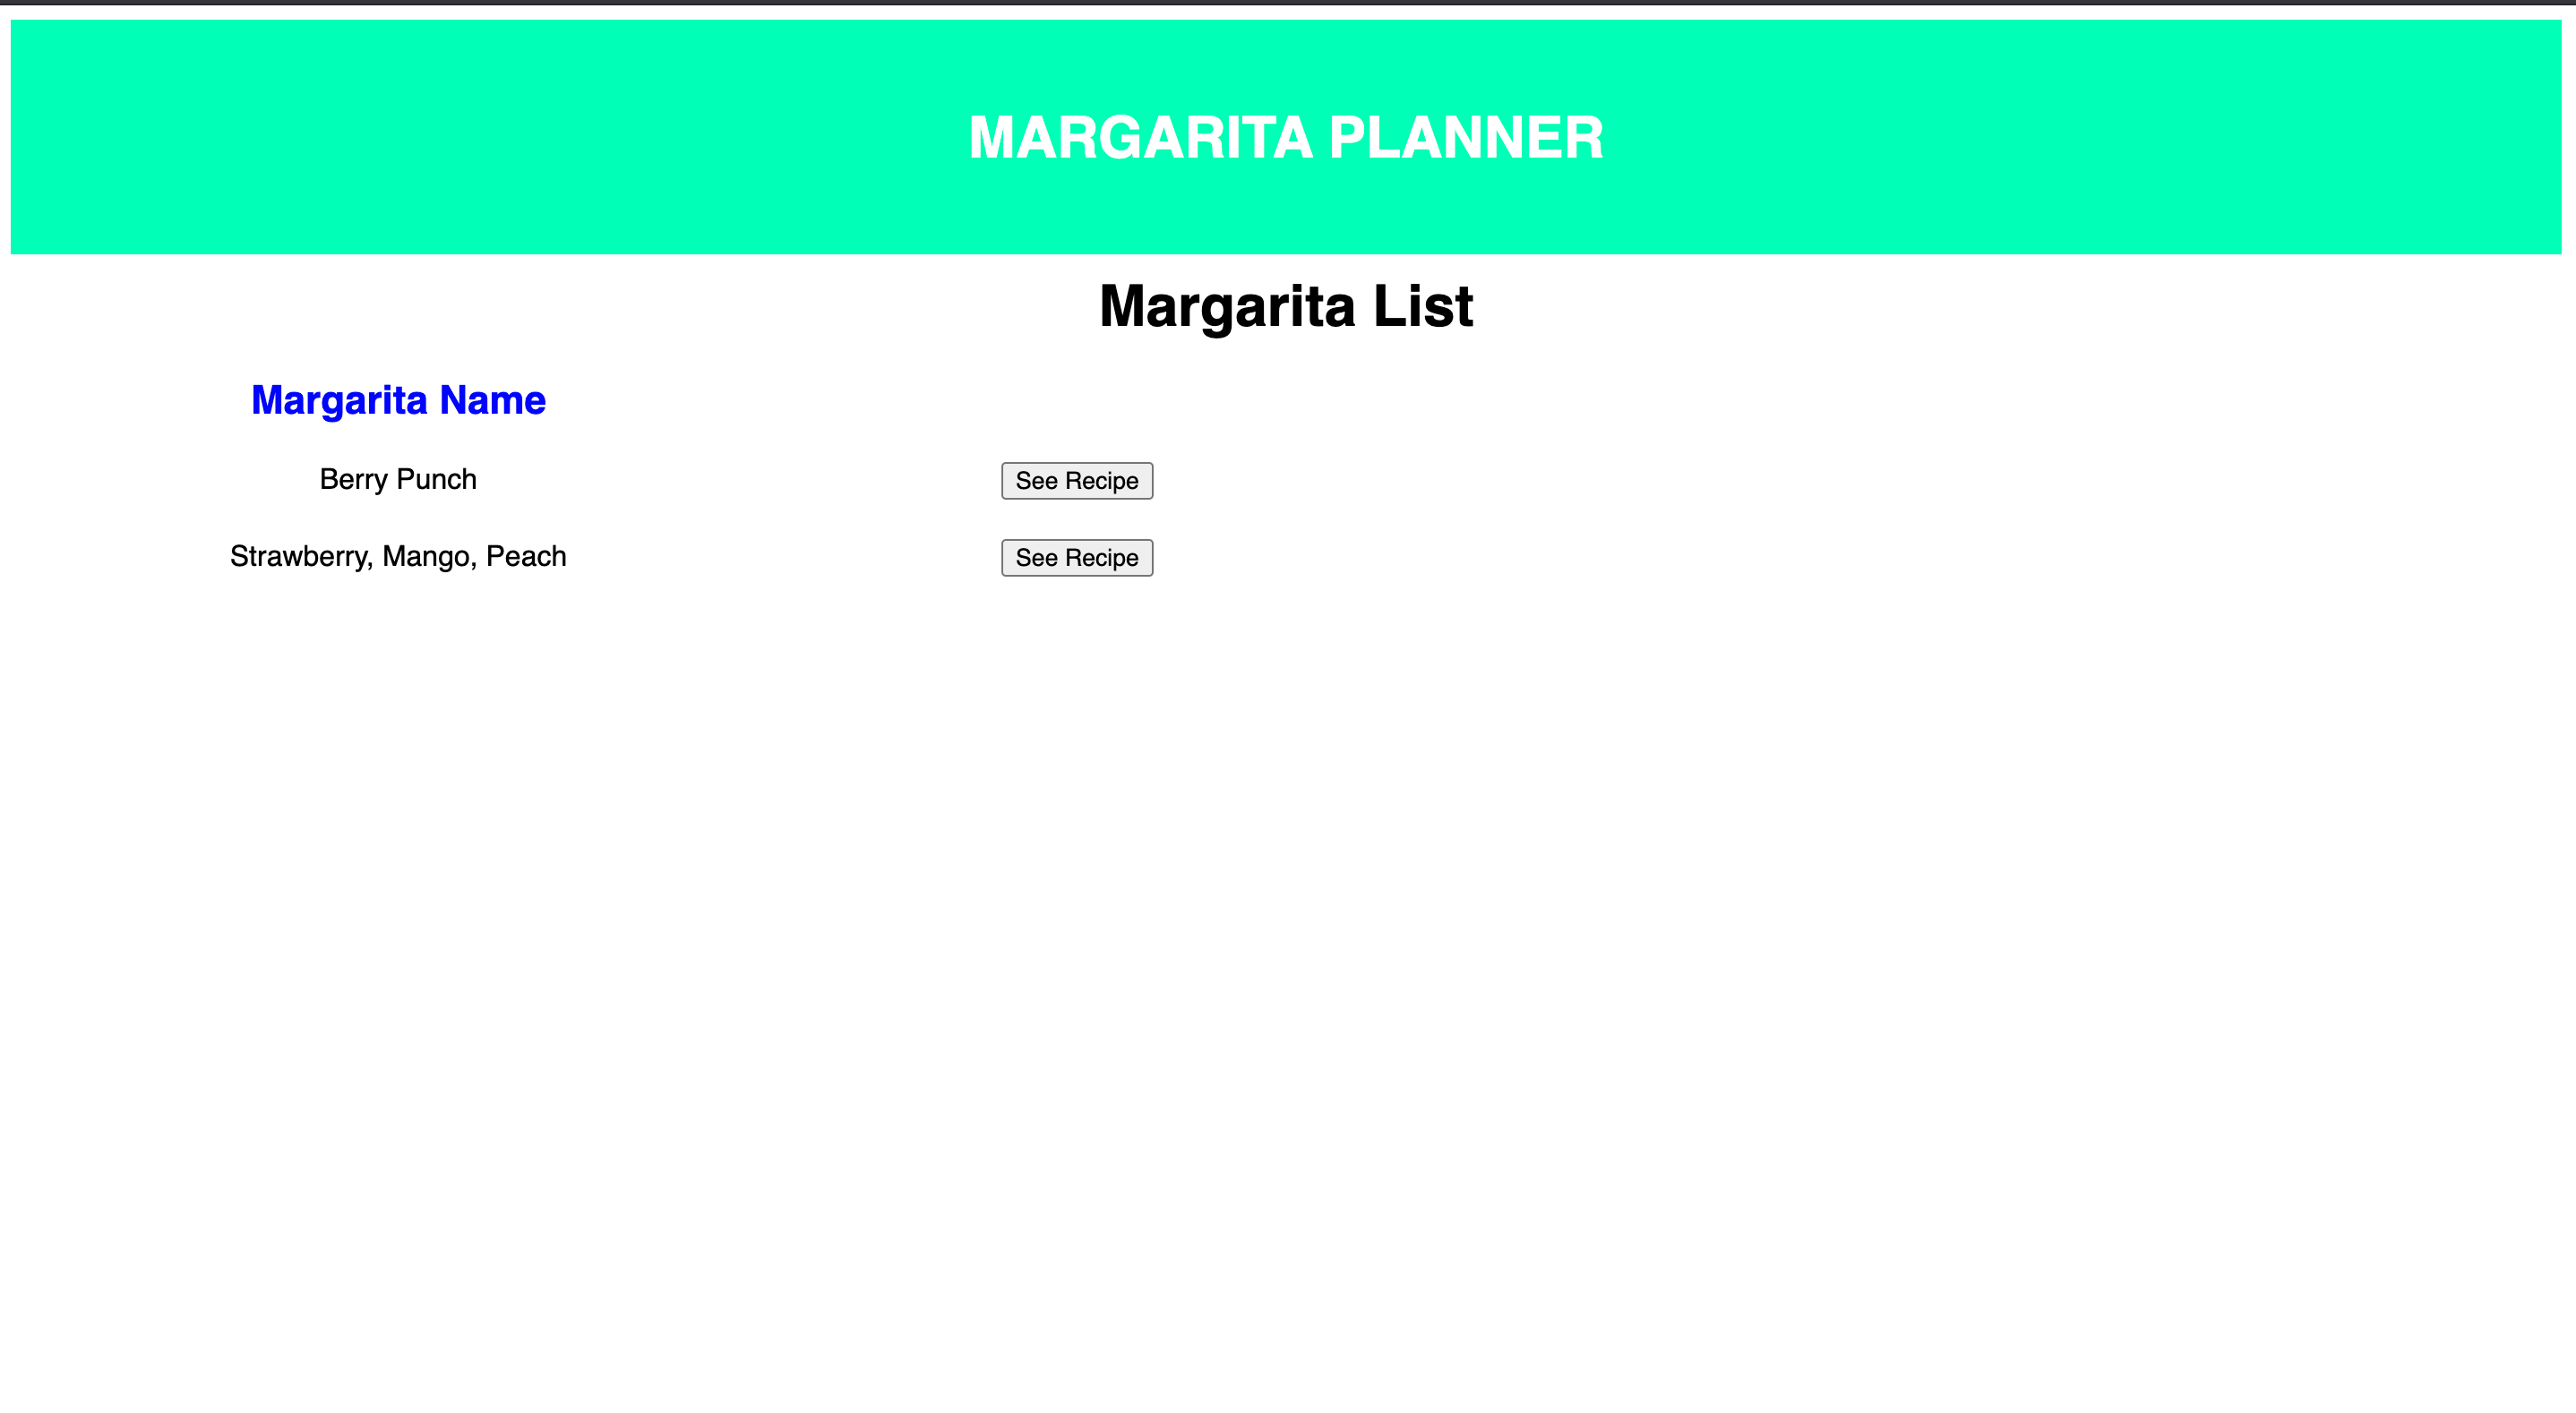 MARGARITA PLANNER
Margarita List
Margarita Name
Berry Punch See Recipe
Strawberry, Mango, Peach See Recipe